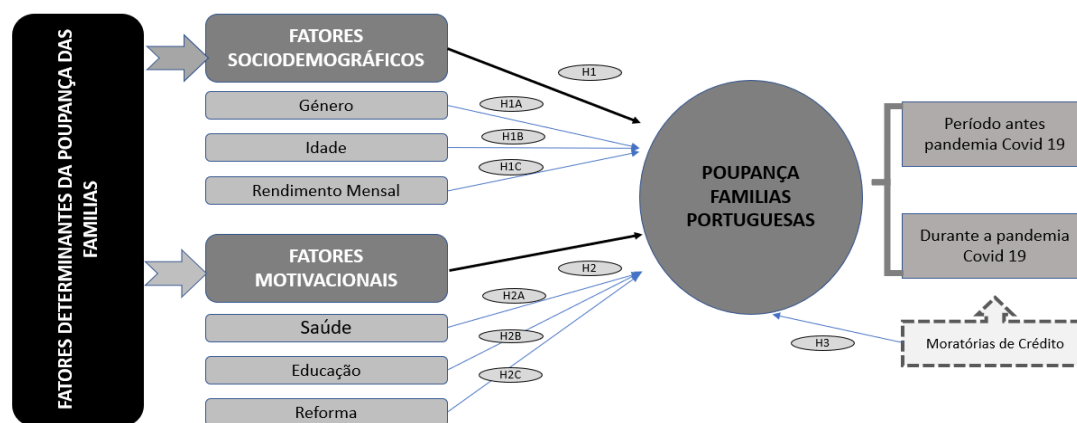 FATORES DETERMINANTES DA POUPANÇA DAS
FAMILIAS
FATORES
SOCIODEMOGRÁFICOS
Género
Idade
Rendimento Mensal
FATORES
MOTIVACIONAIS
Saúde
Educação
Reforma
H1
H1A
H1B
H1C
H2
H2A
H2B
H2C
POUPANÇA
FAMILIAS
PORTUGUESAS
H3
Período antes
pandemia Covid 19
Durante a pandemia
Covid 19
Moratórias de Crédito